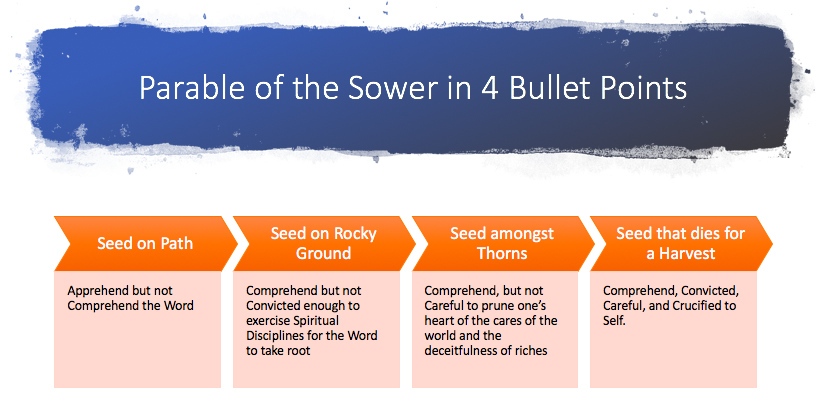 Parable of the Sower in 4 Bullet Points
Seed on Path
Apprehend but not
Comprehend the Word
Seed on Rocky
Ground
Comprehend but not
Convicted enough to
exercise Spiritual
Disciplines for the Word
to take root
Seed amongst
Thorns
Comprehend, but not
Careful to prune one’s
heart of the cares of the
world and the
deceitfulness of riches
Seed that dies for
a Harvest
Comprehend, Convicted,
Careful, and Crucified to
Self.